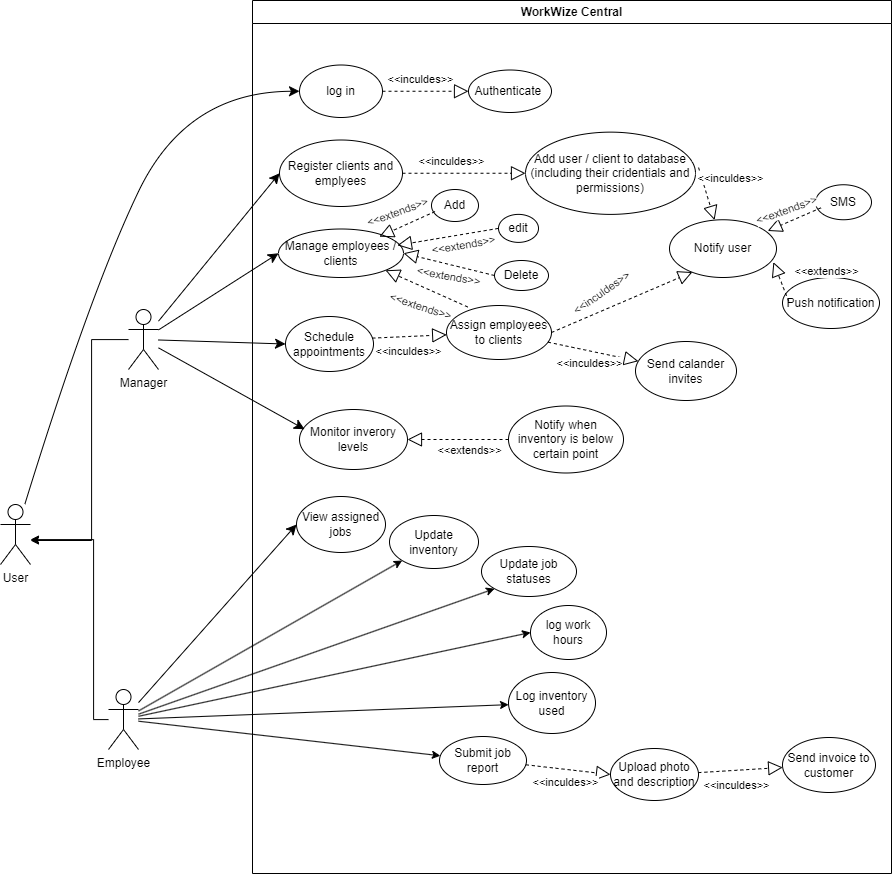 WorkWize Central
log in
<<inculdes>>
Authenticate
Register clients and
emplyees
<<inculdes>>
Add user / client to database
(including their cridentials and
permissions)
<<inculdes>>
Notify user
<<extends>>
SMS
<<extends>>
Push notification
Manage employees /
clients
<<extends>>
Add
<<extends>>
edit
<<extends>>
Delete
<<extends>>
Schedule
appointments
<<inculdes>>
Assign employees
to clients
<<inculdes>>
<<inculdes>>
Send calander
invites
Manager
Monitor inverory
levels
<<extends>>
Notify when
inventory is below
certain point
User
View assigned
jobs
Update
inventory
Update job
statuses
log work
hours
Log inventory
used
Employee
Submit job
report
<<inculdes>>
Upload photo
and description
<<inculdes>>
Send invoice to
customer